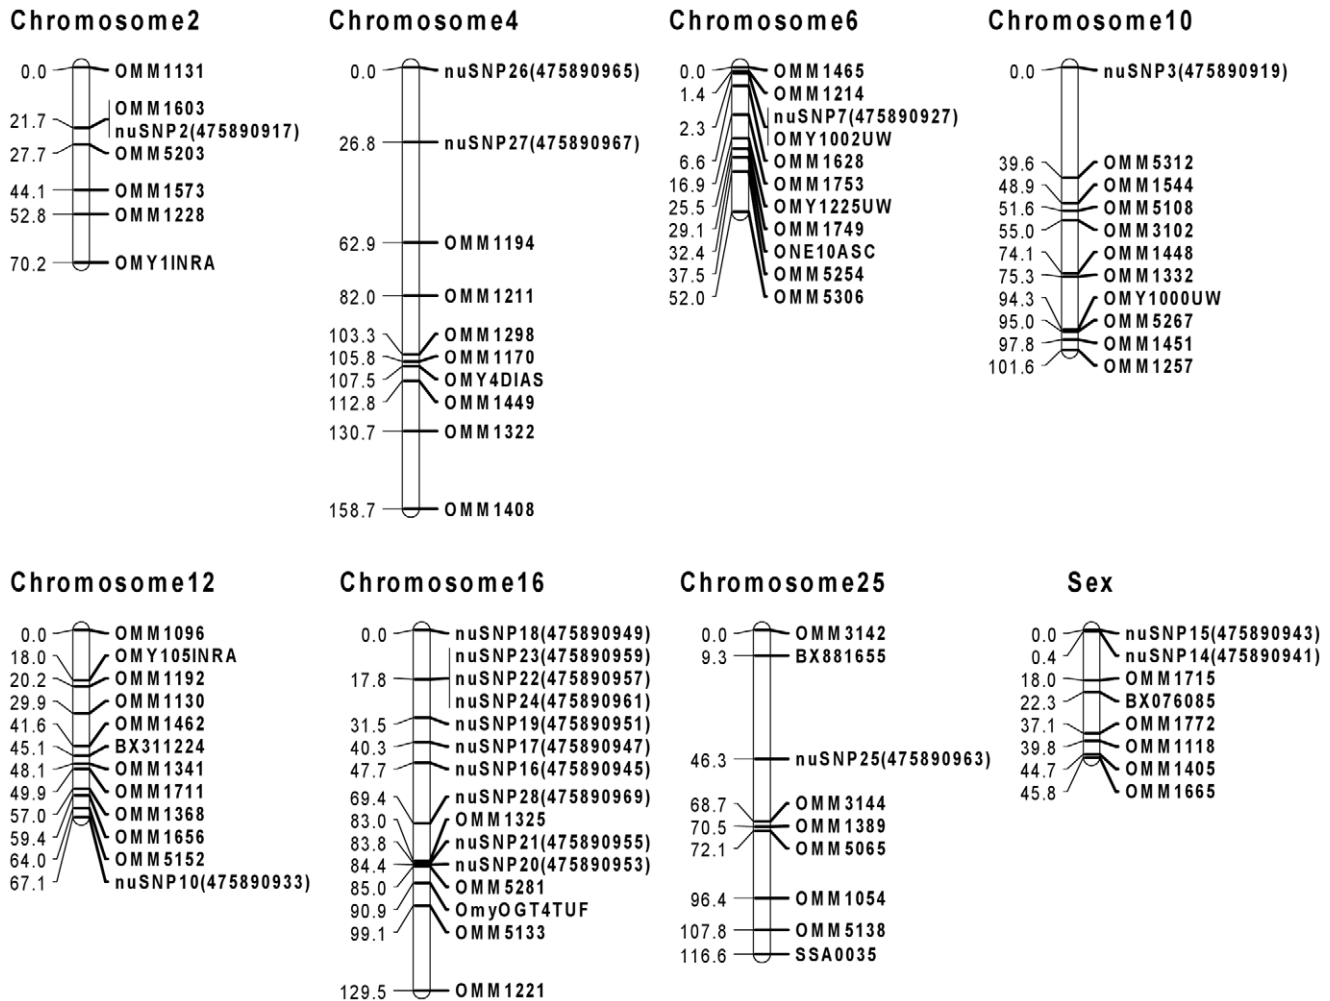 Chromosome2
0.0 OMM1131
OMM1603
21.7 nuSNP2(475890917)
27.7 OMM5203
44.1 OMM1573
52.8 OMM1228
70.2 OMY1INRA
Chromosome4
0.0 nuSNP26(475890965)
26.8 nuSNP27(475890967)
62.9 OMM1194
82.0 OMM1211
103.3 OMM1298
105.8 OMM1170
107.5 OMY4DIAS
112.8 OMM1449
130.7 OMM1322
158.7 OMM1408
Chromosome6
0.0 OMM1465
1.4 OMM1214
nuSNP7(475890927)
2.3 OMY1002UW
6.6 OMM1628
16.9 OMM1753
25.5 OMY1225UW
29.1 OMM1749
32.4 ONE10ASC
37.5 OMM5254
52.0 OMM5306
Chromosome10
0.0 nuSNP3(475890919)
39.6 OMM5312
48.9 OMM1544
51.6 OMM5108
55.0 OMM3102
74.1 OMM1448
75.3 OMM1332
94.3 OMY1000UW
95.0 OMM5267
97.8 OMM1451
101.6 OMM1257
Chromosome12
0.0 OMM1096
18.0 OMY105INRA
20.2 OMM1192
29.9 OMM1130
41.6 OMM1462
45.1 BX311224
48.1 OMM1341
49.9 OMM1711
57.0 OMM1368
59.4 OMM1656
64.0 OMM5152
67.1 nuSNP10(475890933)
Chromosome16
0.0 nuSNP18(475890949)
nuSNP23(475890959)
17.8 nuSNP22(475890957)
nuSNP24(475890961)
31.5 nuSNP19(475890951)
40.3 nuSNP17(475890947)
47.7 nuSNP16(475890945)
69.4 nuSNP28(475890969)
83.0 OMM1325
83.8 nuSNP21(475890955)
84.4 nuSNP20(475890953)
85.0 OMM5281
90.9 OmyOGT4TUF
99.1 OMM5133
129.5 OMM1221
Chromosome25
0.0 OMM3142
9.3 BX881655
46.3 nuSNP25(475890963)
68.7 OMM3144
70.5 OMM1389
72.1 OMM5065
96.4 OMM1054
107.8 OMM5138
116.6 SSA0035
Sex
0.0 nuSNP15(475890943)
0.4 nuSNP14(475890941)
18.0 OMM1715
22.3 BX076085
37.1 OMM1772
39.8 OMM1118
44.7 OMM1405
45.8 OMM1665